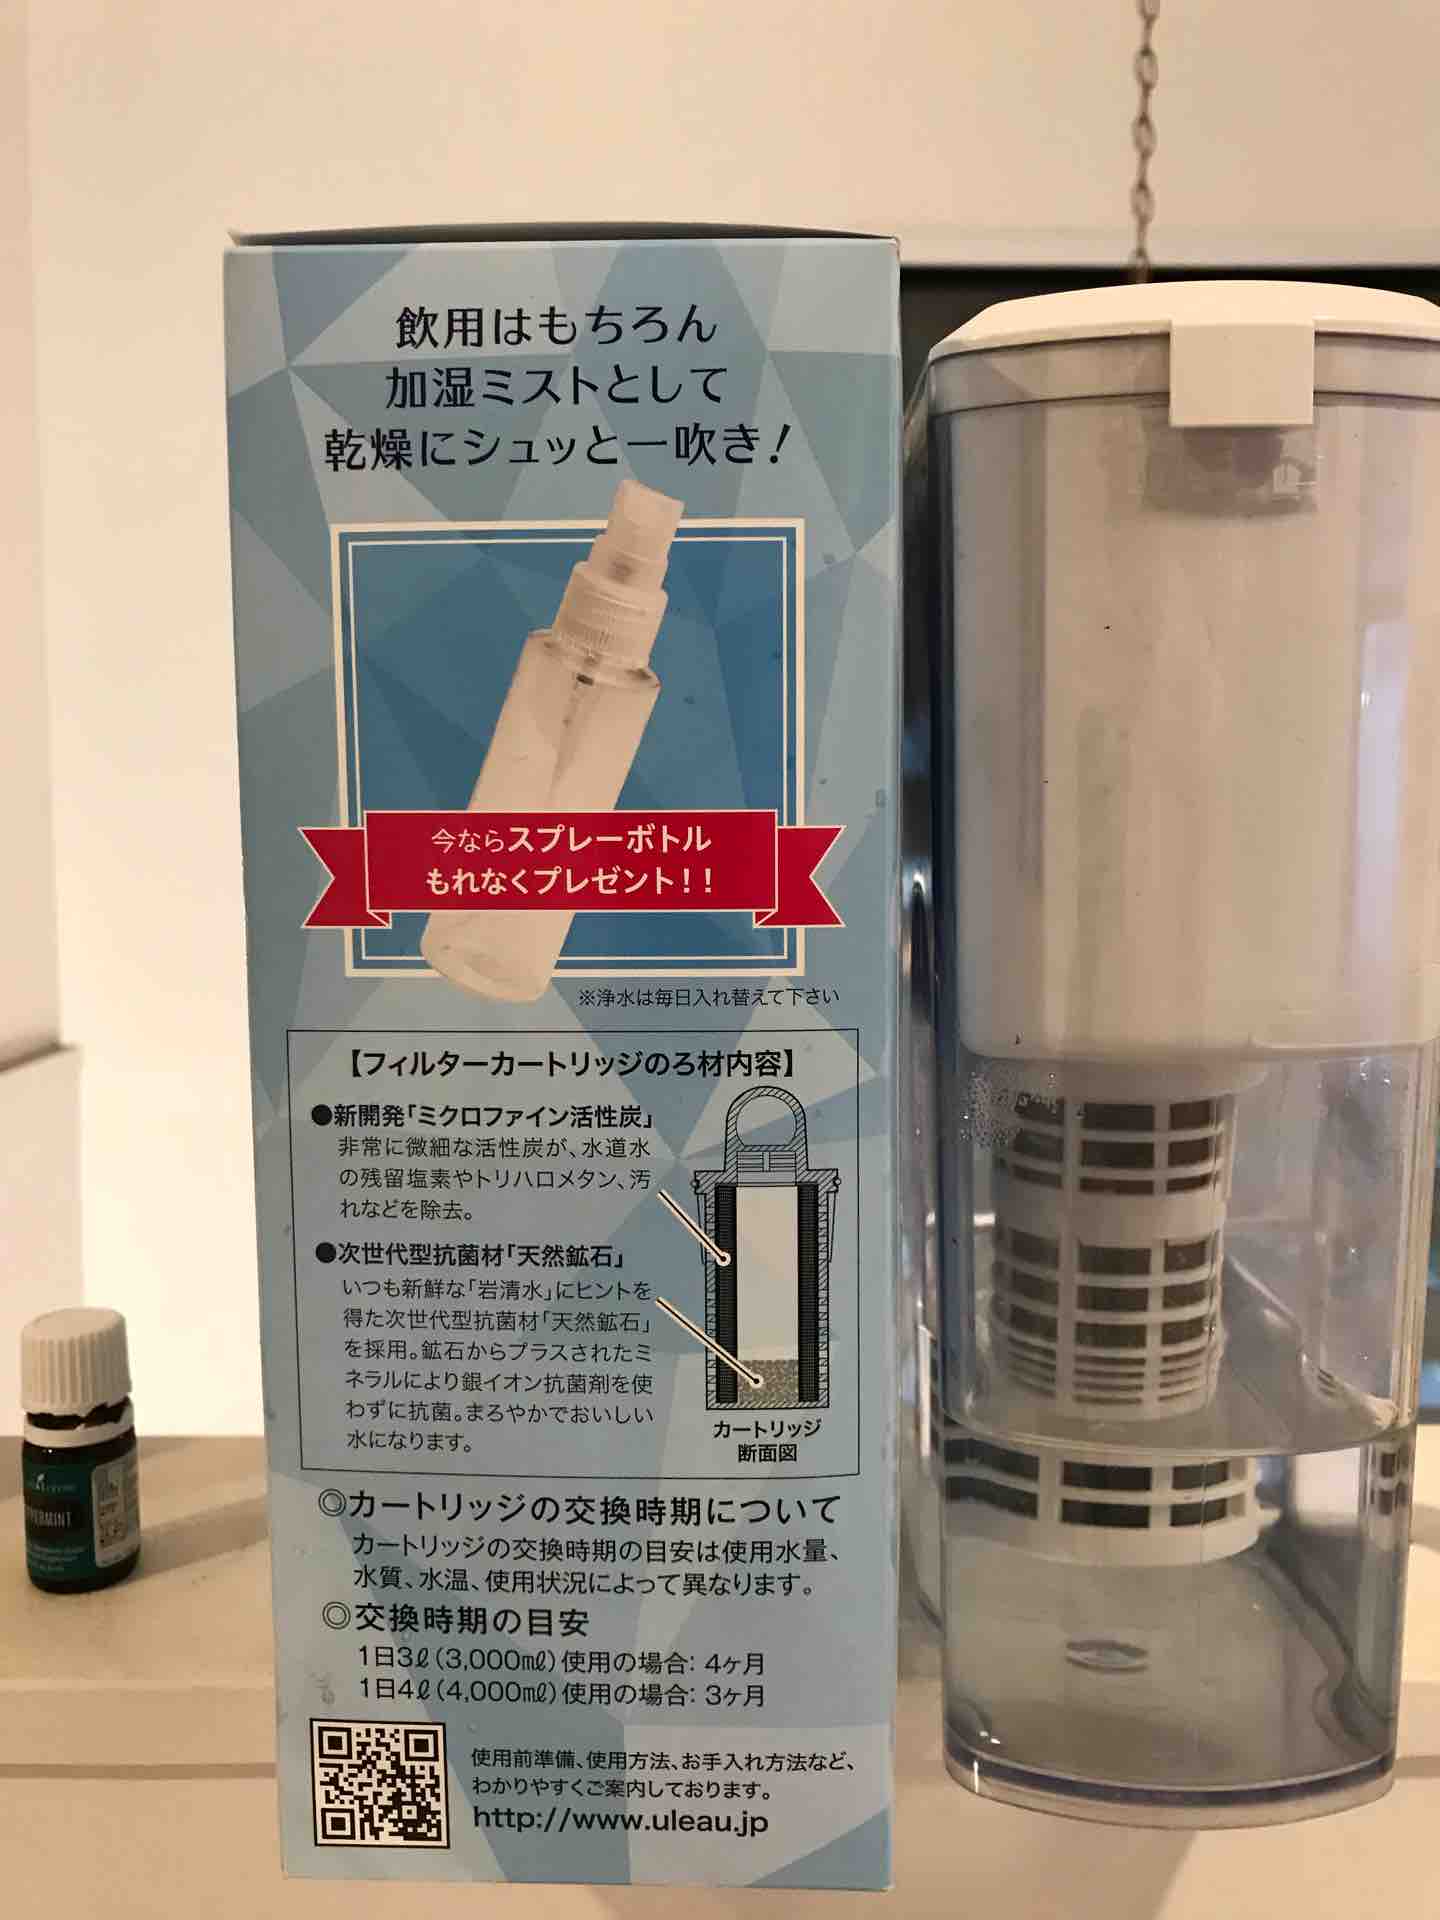 飲用はもちろん
加湿ミストとして
乾燥にシュッと一吹き!
今ならスプレーボトル
もれなくプレゼント!!
※浄水は毎日入れ替えて下さい
【フィルターカートリッジのろ材内容】
●新開発「ミクロファイン活性炭」
非常に微細な活性炭が、水道水
の残留塩素やトリハロメタン、汚
れなどを除去。
●次世代型抗菌材「天然鉱石」
いつも新鮮な「岩清水」にヒントを
得た次世代型抗菌材「天然鉱石」
を採用。鉱石からプラスされたミ
ネラルにより銀イオン抗菌剤を使
わずに抗菌。まろやかでおいしい
水になります。
カートリッジ
断面図
◎カートリッジの交換時期について
カートリッジの交換時期の目安は使用水量、
水質、水温、使用状況によって異なります。
◎交換時期の目安
1日3ℓ(3,000㎖)使用の場合: 4ヶ月
1日4ℓ(4,000㎖)使用の場合: 3ヶ月
使用前準備、使用方法、お手入れ方法など、
わかりやすくご案内しております。
http://www.uleau.jp